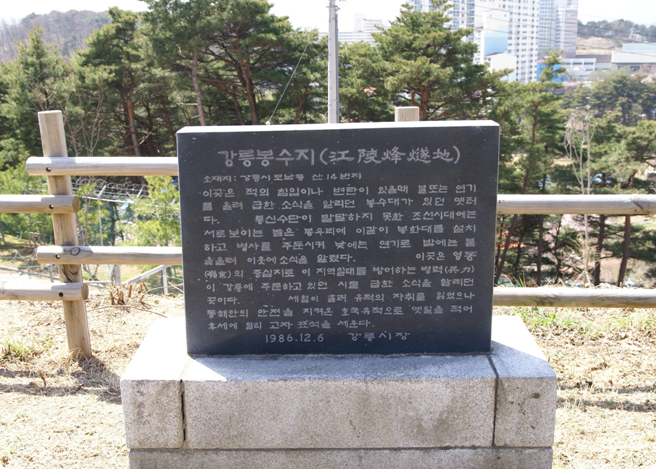 강릉봉수지(江陵烽燧地)
소재지: 강릉시포남동 산 14번지
이곳은 적의 침입이나 변란이 있을때 불또는 연기
를 올려 급한 소식을 알리던 봉수대가 있던 옛터
다. 통신수단이 발달하지 못한 조선시대에는
서로보이는 높은 봉우리에 이같이 봉화대를 설치
하고 병사를 주둔시켜 낮에는 연기로 밤에는 불
을올려 이웃에소식을 알렸다. 이곳은 영동
(嶺東)의 중심지로 이 지역일대를 방어하는 병력(兵力)
이 강릉에 주둔하고있던 시절 급한 소식을 알리던
곳이다. 세월이 흘러 유적의 자취를 잃었으나
동해안의 안전을 지켜온 호국유적으로 옛일을 적어
후세에 알리 고자 표석을 세운다.
1986.12.6 강릉시장